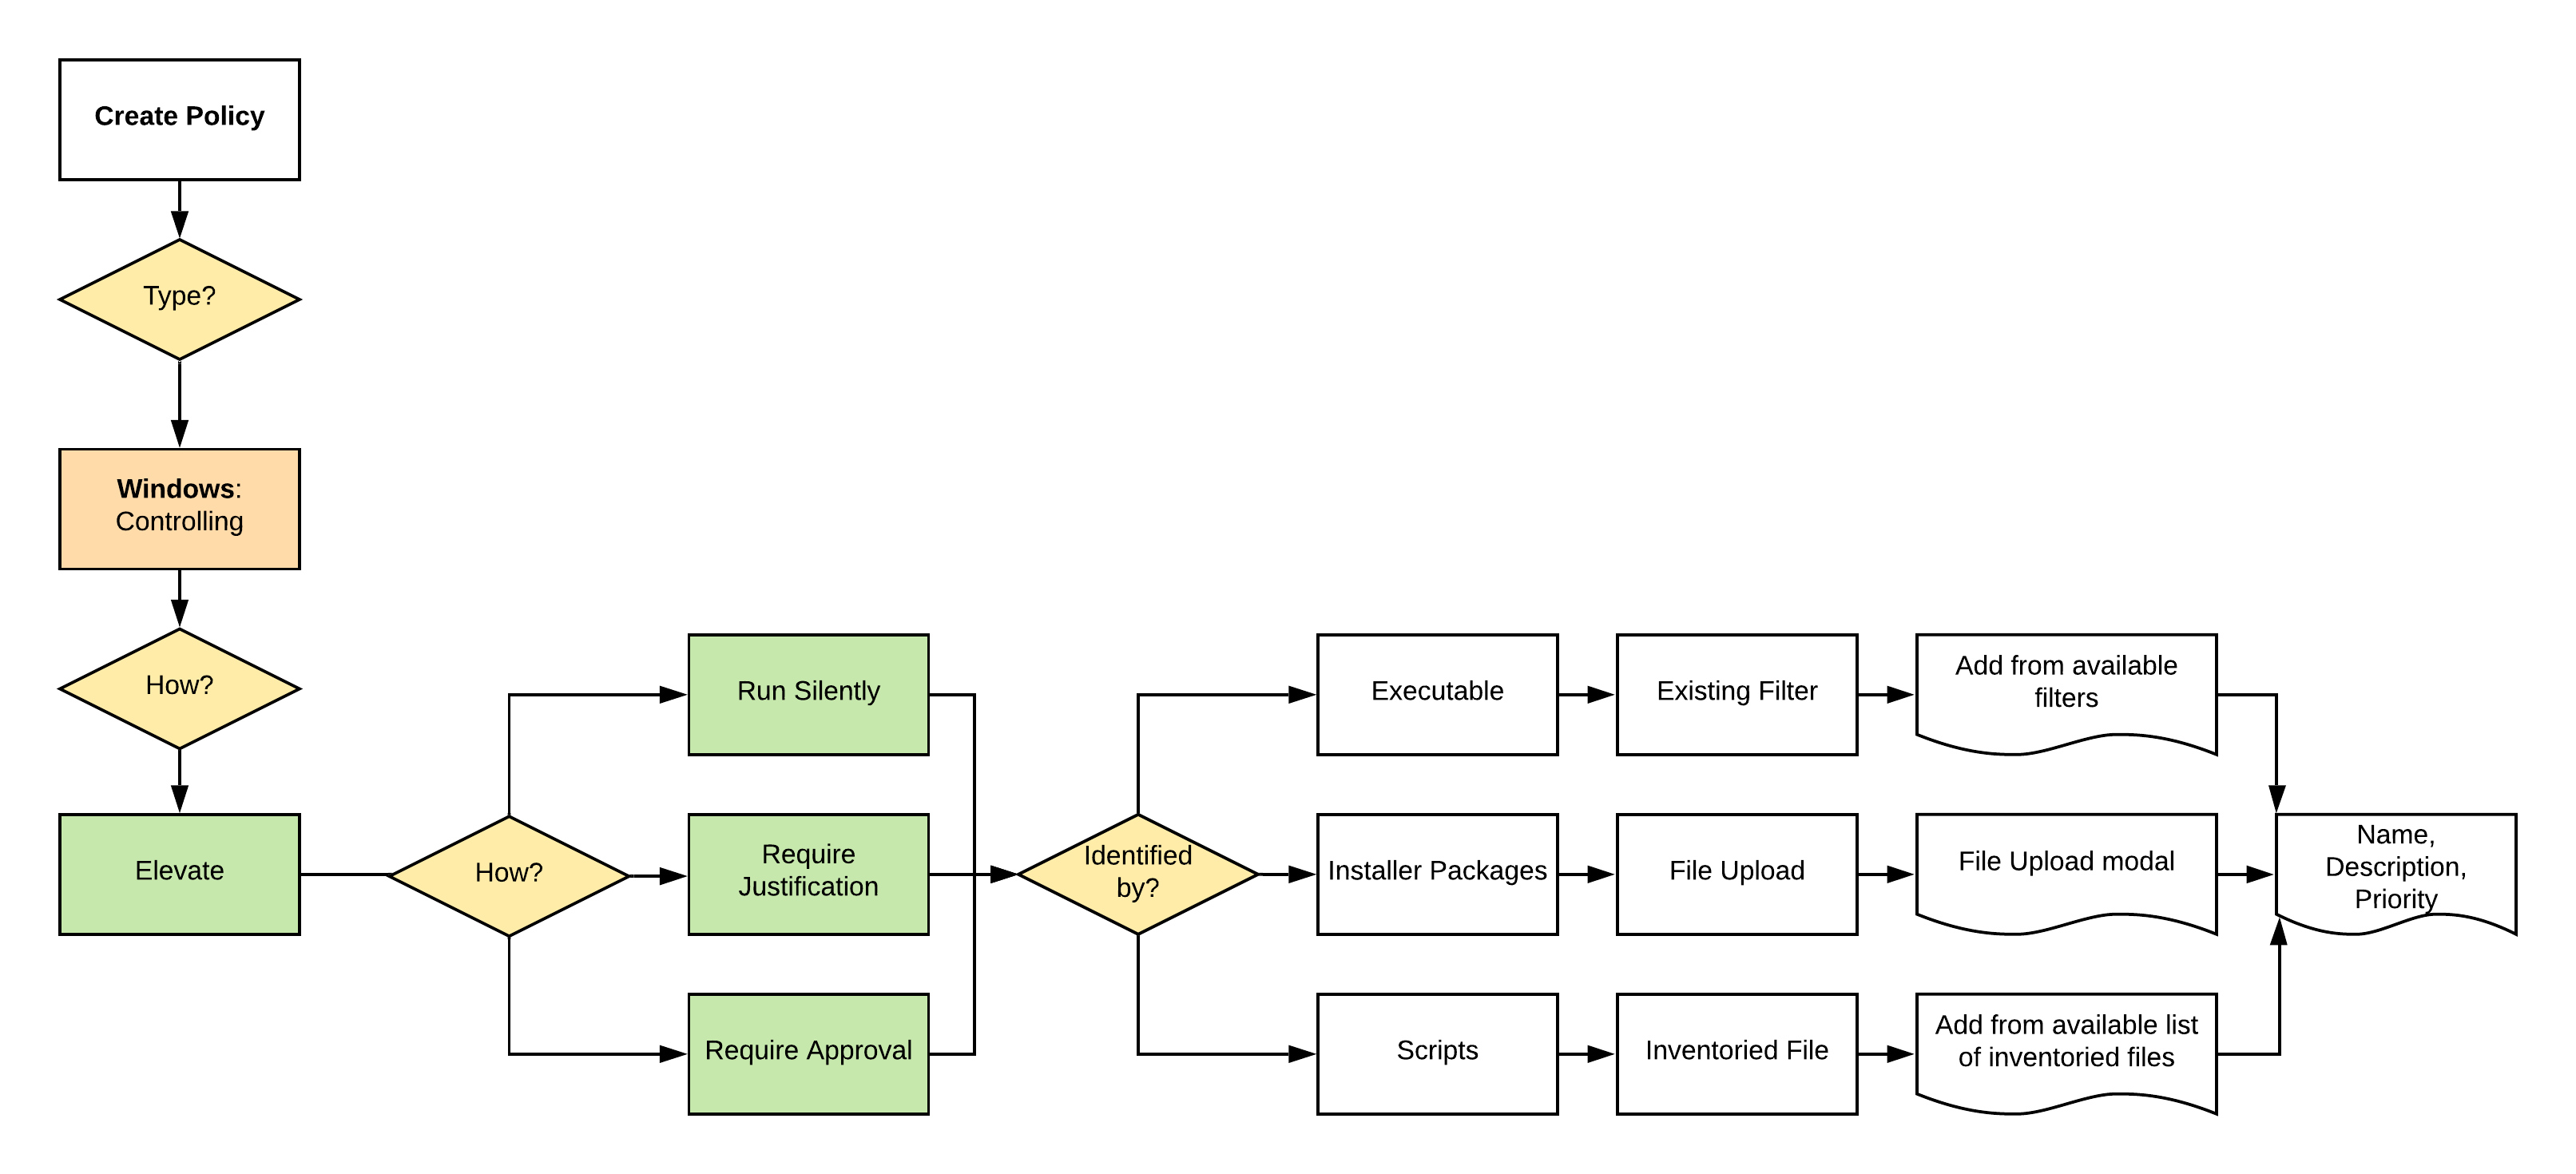 Create Policy
Type?
Windows:
Controlling
How?
Elevate
How?
Run Silently
Require
Justification
Require Approval
Identified
by?
Executable
Existing Filter
Add from available
filters
Installer Packages
File Upload
File Upload modal
Scripts
Inventoried File
Add from available list
of inventoried files
Name,
Description,
Priority